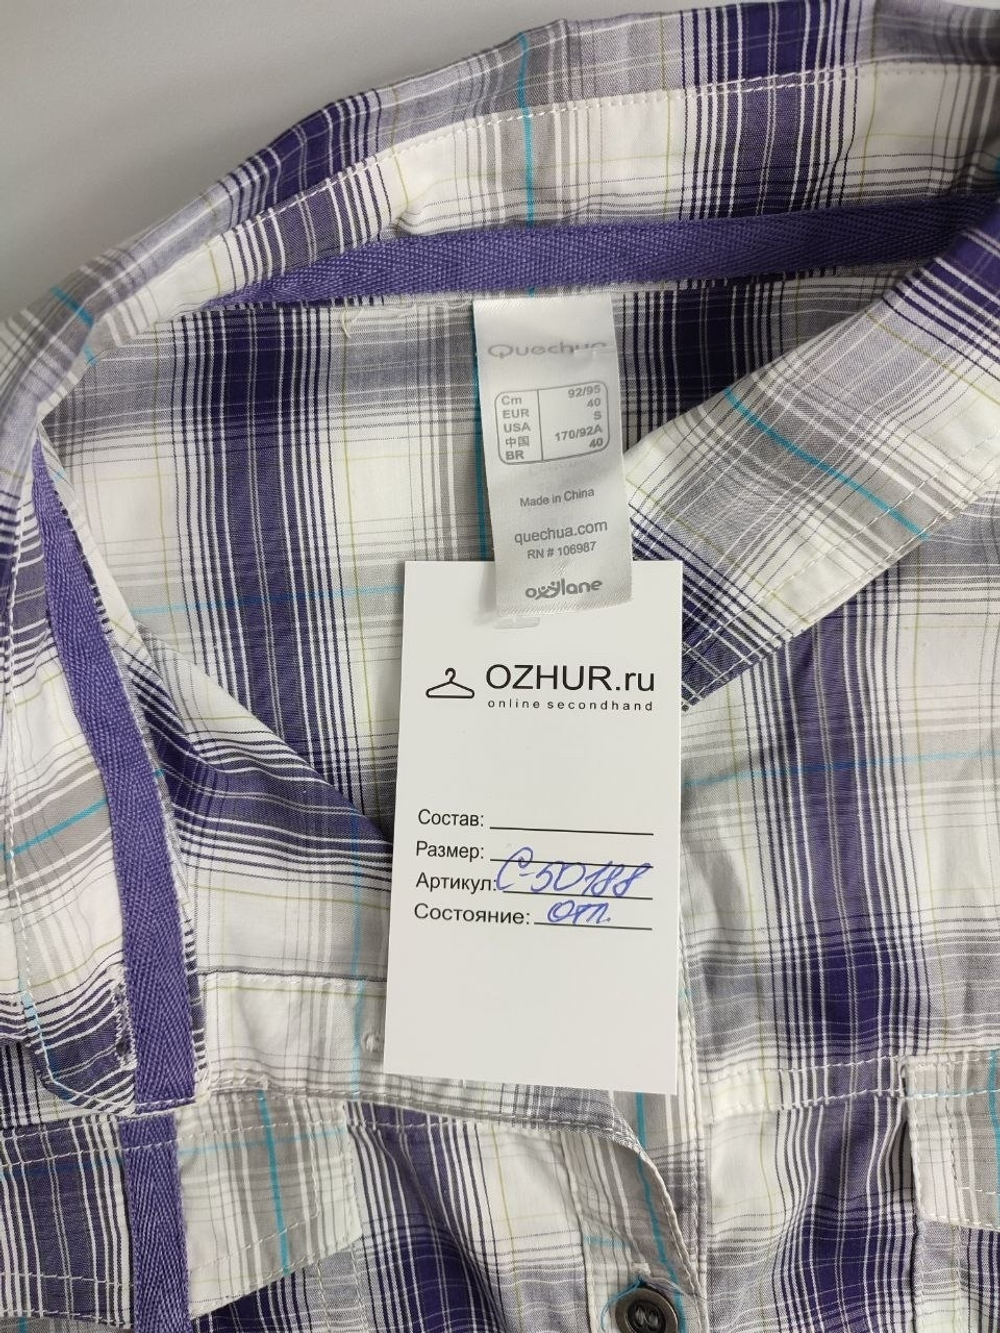 Quechua
Cm 92/95
EUR 40
USA S
中国 170/92A
BR 40
Made in China
quechua.com
RN # 106987
oxylane
OZHUR.ru
online secondhand
Состав:
Размер:
Артикул: С-50188
Состояние: отл.